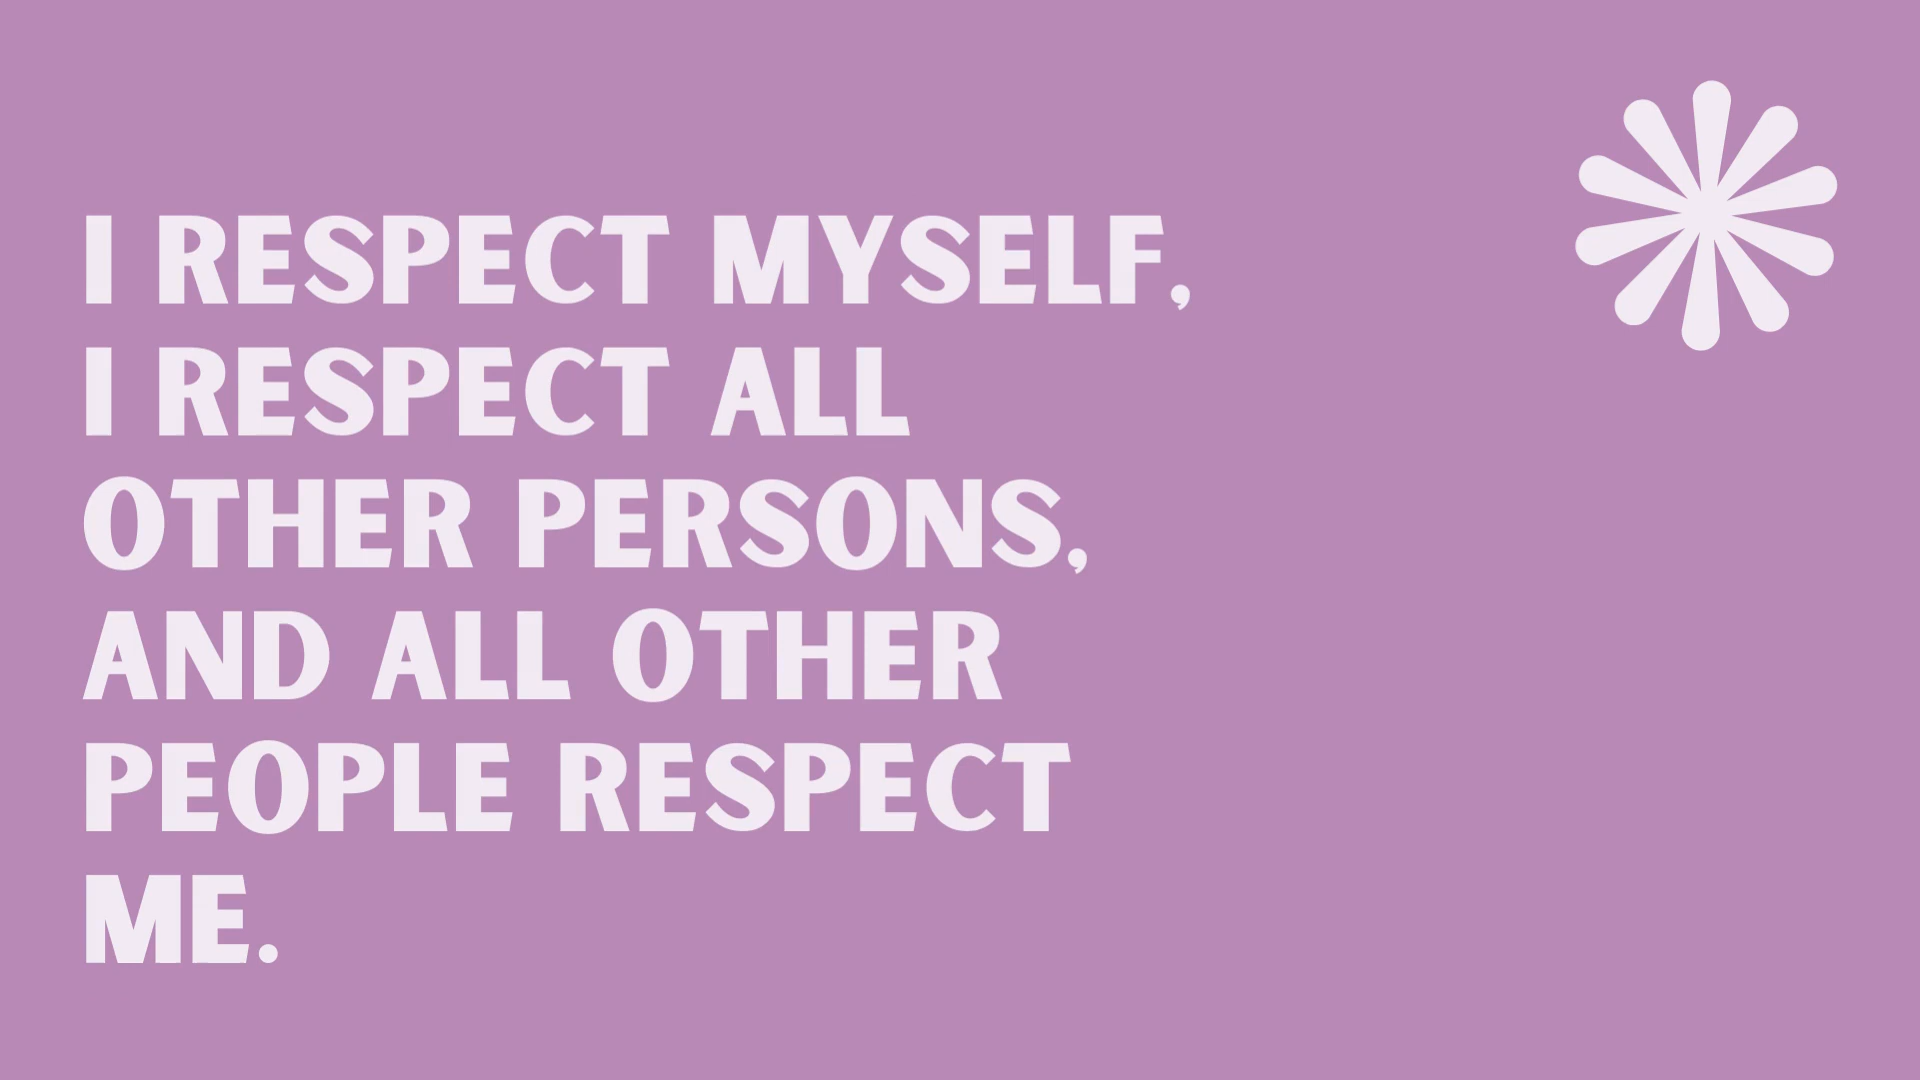 I RESPECT MYSELF,
I RESPECT ALL
OTHER PERSONS,
AND ALL OTHER
PEOPLE RESPECT
ME.